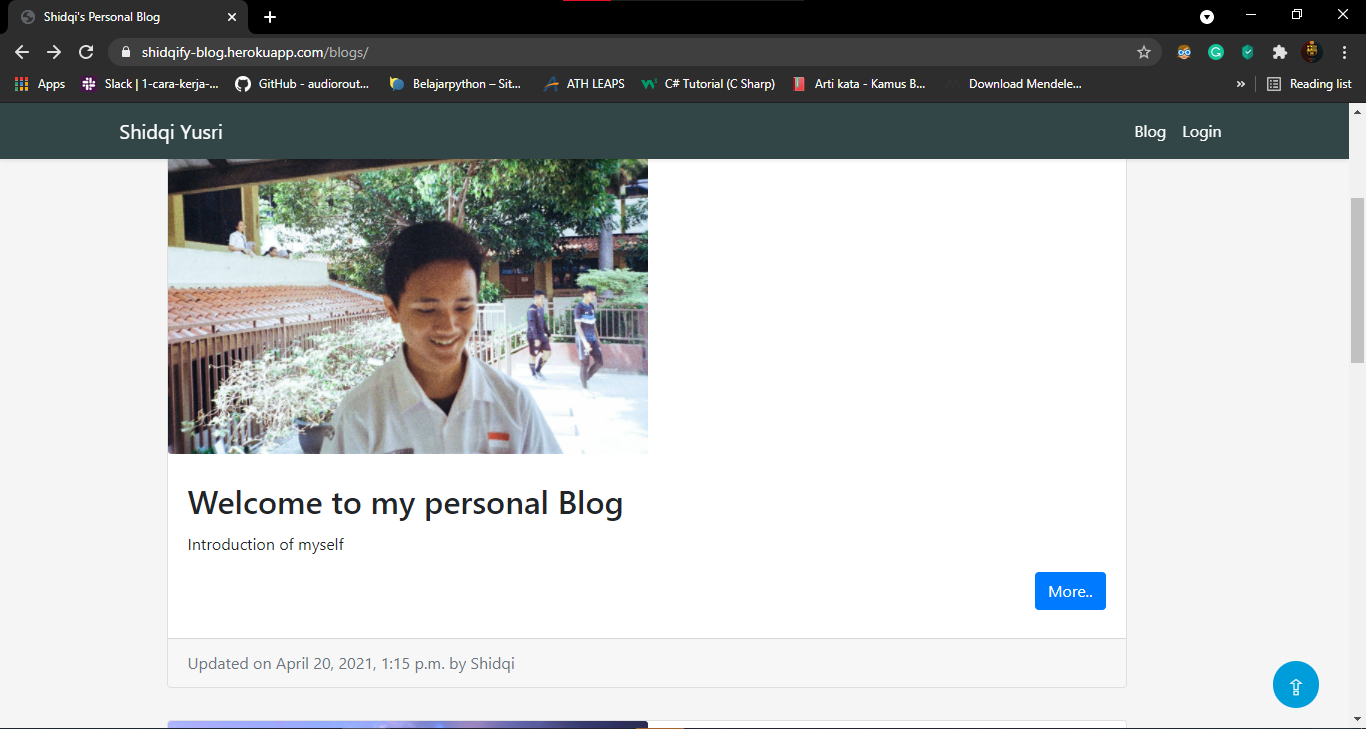 Shidqi's Personal Blog
shidqify-blog.herokuapp.com/blogs/
Apps
Slack | 1-cara-kerja-...
GitHub - audiorout...
Belajarpython – Sit...
ATH LEAPS
C# Tutorial (C Sharp)
Arti kata - Kamus B...
Download Mendele...
»
Reading list
Shidqi Yusri
Blog
Login
Welcome to my personal Blog
Introduction of myself
More..
Updated on April 20, 2021, 1:15 p.m. by Shidqi